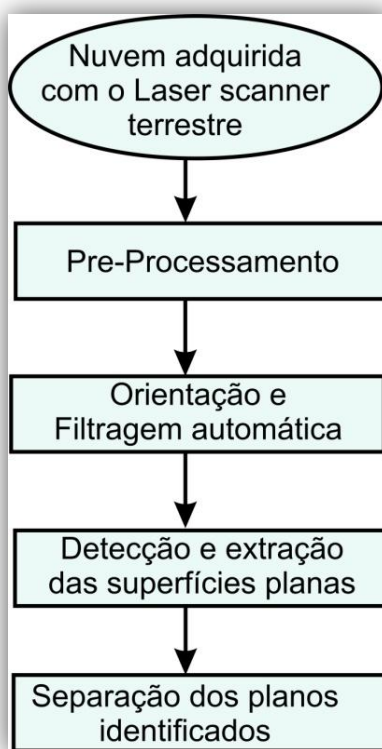 Nuvem adquirida
com o Laser scanner
terrestre
Pre-Processamento
Orientação e
Filtragem automática
Detecção e extração
das superfícies planas
Separação dos planos
identificados